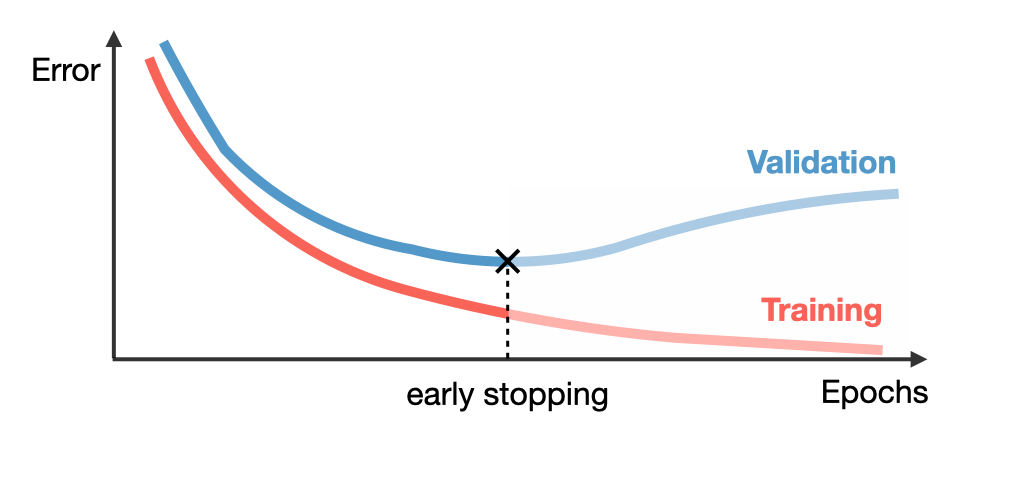 Error
Validation
Training
early stopping
Epochs